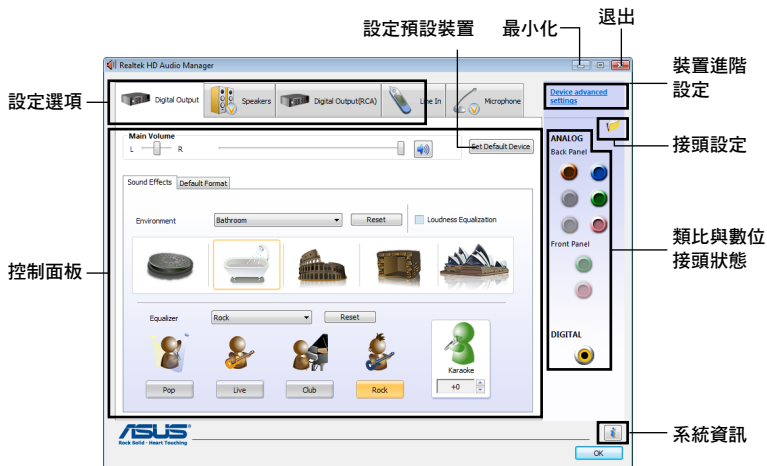 設定預設裝置
最小化
退出
Realtek HD Audio Manager
設定選項
Digital Output
Speakers
Digital Output(RCA)
Line In
Microphone
Device advanced
settings
裝置進階
設定
Main Volume
L
R
Set Default Device
接頭設定
ANALOG
Back Panel
Sound Effects
Default Format
Environment
Bathroom
Reset
Loudness Equalization
類比與數位
接頭狀態
Front Panel
控制面板
Equalizer
Rock
Reset
DIGITAL
Karaoke
Pop
Live
Club
Rock
+0
ASUS
Rock Solid · Heart Touching
系統資訊
OK